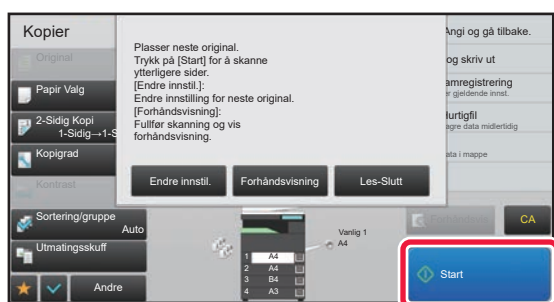 Kopier
Original
Papir Valg
2-Sidig Kopi
1-Sidig→1-S
Kopigrad
Kontrast
Sortering/gruppe
Auto
Utmatingsskuff
Andre
Plasser neste original.
Trykk på [Start] for å skanne
ytterligere sider.
[Endre innstil.]:
Endre innstilling for neste original.
[Forhåndsvisning]:
Fullfør skanning og vis
forhåndsvisning.
Endre innstil.
Forhåndsvisning
Les-Slutt
Vanlig 1
A4
1 A4
2 A4
3 B4
4 A3
Angi og gå tilbake.
og skriv ut
amregistrering
r gjeldende innst.
Hurtigfil
agre data midlertidig
ata i mappe
CA
Start